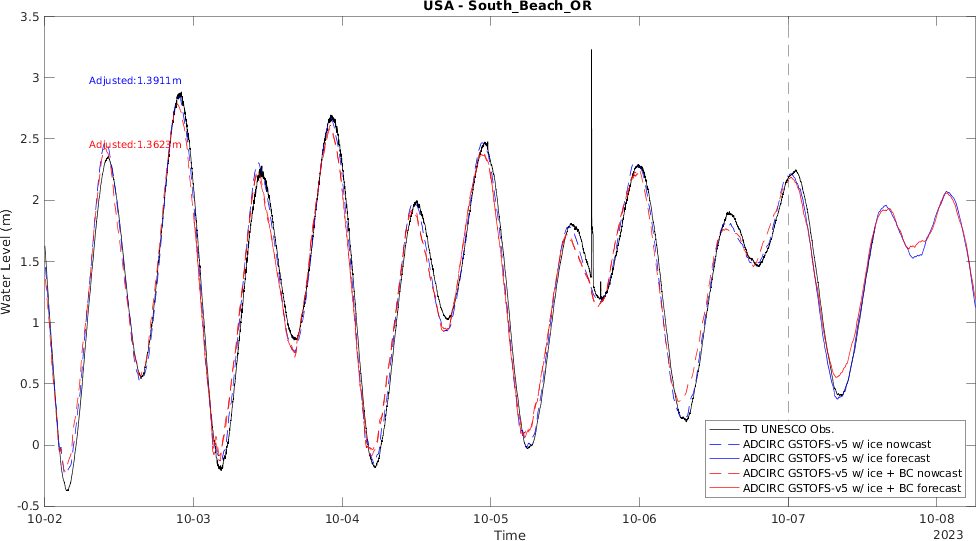 USA - South_Beach_OR
3.5
3
2.5
2
1.5
1
0.5
0
-0.5
Water Level (m)
Adjusted:1.3911m
Adjusted:1.3623m
TD UNESCO Obs.
ADCIRC GSTOFS-v5 w/ ice nowcast
ADCIRC GSTOFS-v5 w/ ice forecast
ADCIRC GSTOFS-v5 w/ ice + BC nowcast
ADCIRC GSTOFS-v5 w/ ice + BC forecast
10-02 10-03 10-04 10-05 10-06 10-07 10-08
Time
2023